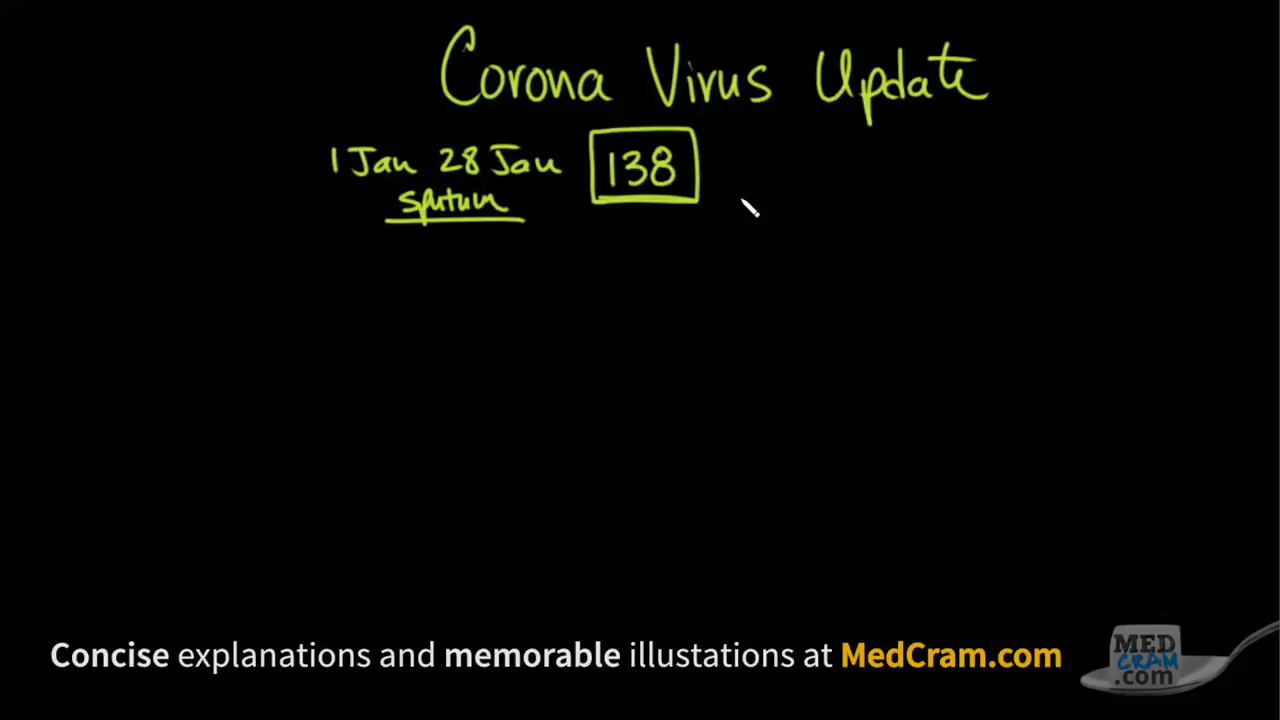 Corona Virus Update
1 Jan 28 Jan 138
sputum
Concise explanations and memorable illustations at MedCram.com
MED
CRAM
.com